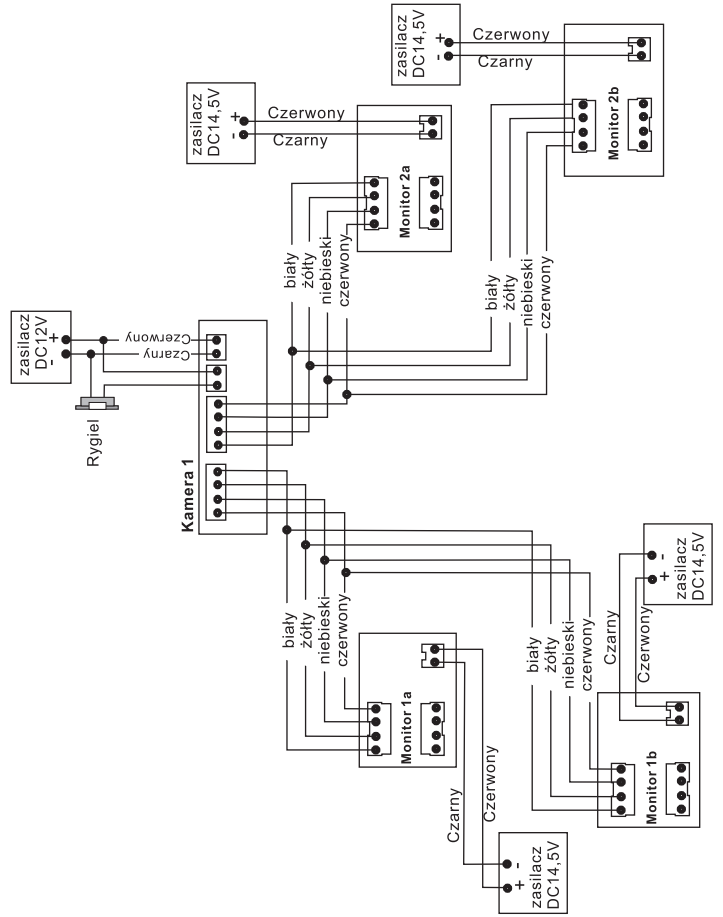 zasilacz
DC14,5V
+
-
Czerwony
Czarny
Monitor 2b
zasilacz
DC14,5V
+
-
Czerwony
Czarny
Monitor 2a
biały
żółty
niebieski
czerwony
biały
żółty
niebieski
czerwony
zasilacz
DC12V
+
-
Czerwony
Czarny
Rygiel
Kamera 1
biały
żółty
niebieski
czerwony
Monitor 1a
Czarny
Czerwony
zasilacz
DC14,5V
+
-
biały
żółty
niebieski
czerwony
Monitor 1b
Czarny
Czerwony
zasilacz
DC14,5V
+
-